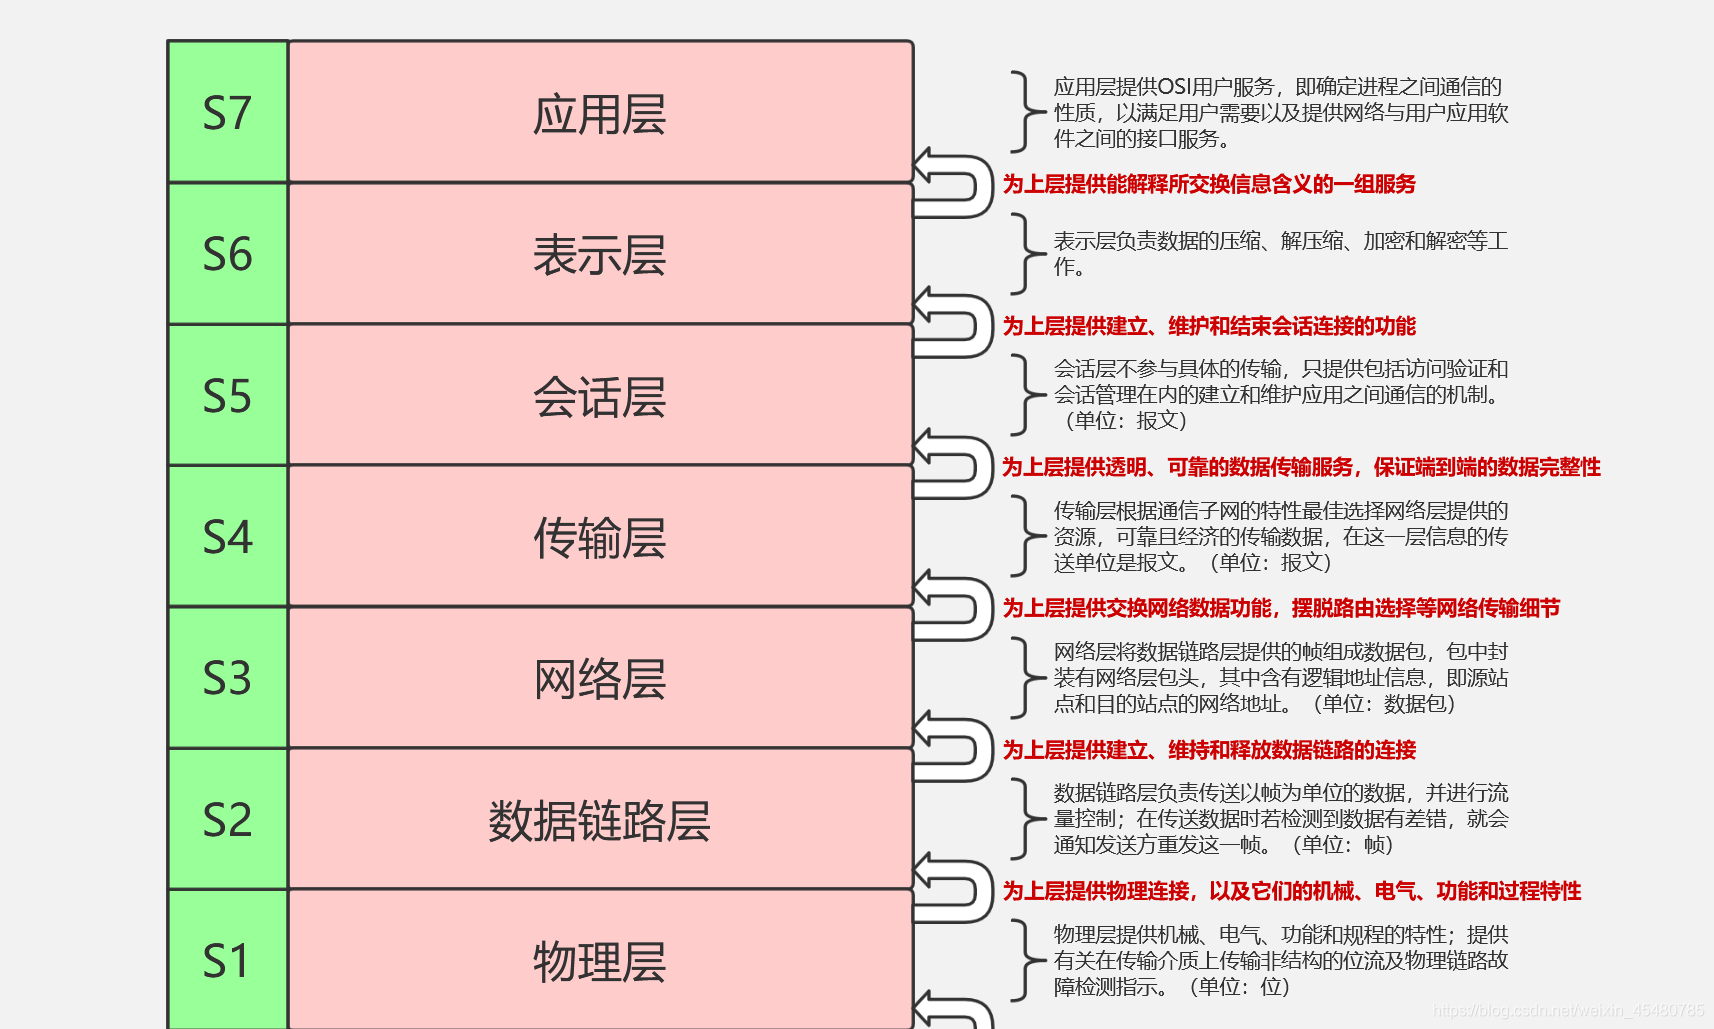 S7
应用层
应用层提供OSI用户服务，即确定进程之间通信的
性质，以满足用户需要以及提供网络与用户应用软
件之间的接口服务。
为上层提供能解释所交换信息含义的一组服务
S6
表示层
表示层负责数据的压缩、解压缩、加密和解密等工
作。
为上层提供建立、维护和结束会话连接的功能
S5
会话层
会话层不参与具体的传输，只提供包括访问验证和
会话管理在内的建立和维护应用之间通信的机制。
（单位：报文）
为上层提供透明、可靠的数据传输服务，保证端到端的数据完整性
S4
传输层
传输层根据通信子网的特性最佳选择网络层提供的
资源，可靠且经济的传输数据，在这一层信息的传
送单位是报文。（单位：报文）
为上层提供交换网络数据功能，摆脱路由选择等网络传输细节
S3
网络层
网络层将数据链路层提供的帧组成数据包，包中封
装有网络层包头，其中含有逻辑地址信息，即源站
点和目的站点的网络地址。（单位：数据包）
为上层提供建立、维持和释放数据链路的连接
S2
数据链路层
数据链路层负责传送以帧为单位的数据，并进行流
量控制；在传送数据时若检测到数据有差错，就会
通知发送方重发这一帧。（单位：帧）
为上层提供物理连接，以及它们的机械、电气、功能和过程特性
S1
物理层
物理层提供机械、电气、功能和规程的特性；提供
有关在传输介质上传输非结构的位流及物理链路故
障检测指示。（单位：位）
https://blog.csdn.net/weixin_45480785